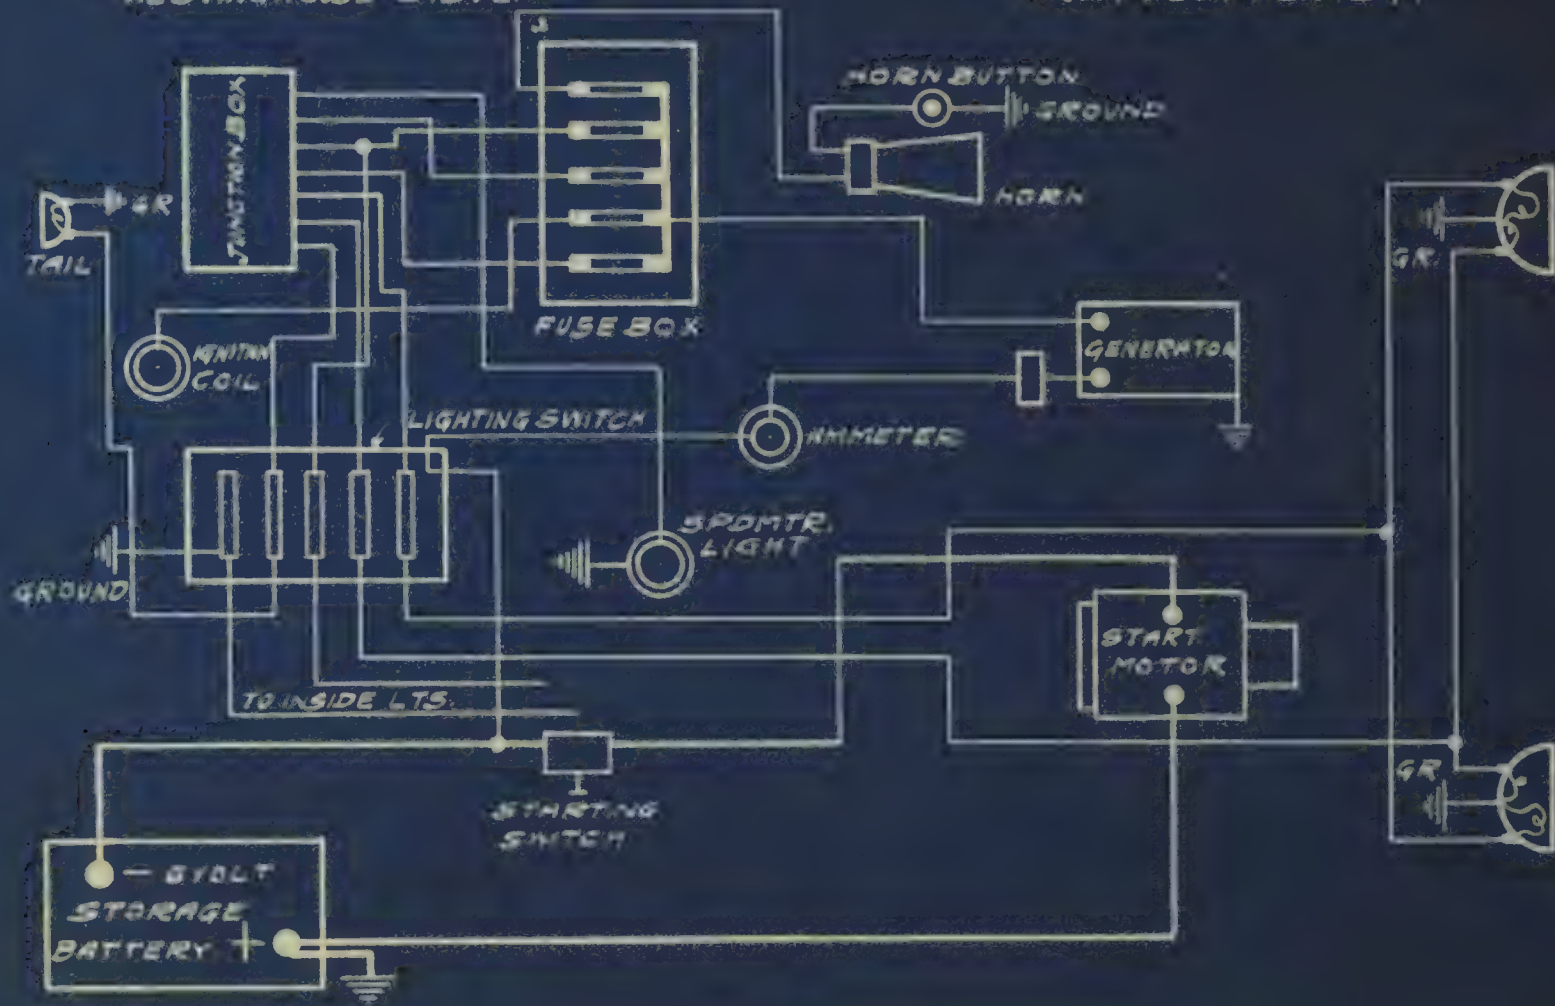 JUNCTION BOX
HORN BUTTON
GROUND
HORN
GR
TAIL
GR.
FUSE BOX
IGNITION
COIL
GENERATOR
LIGHTING SWITCH
AMMETER
SPDMTR.
LIGHT
GROUND
START.
MOTOR
TO INSIDE LTS.
GR
STARTING
SWITCH
— 6 VOLT
STORAGE
BATTERY +